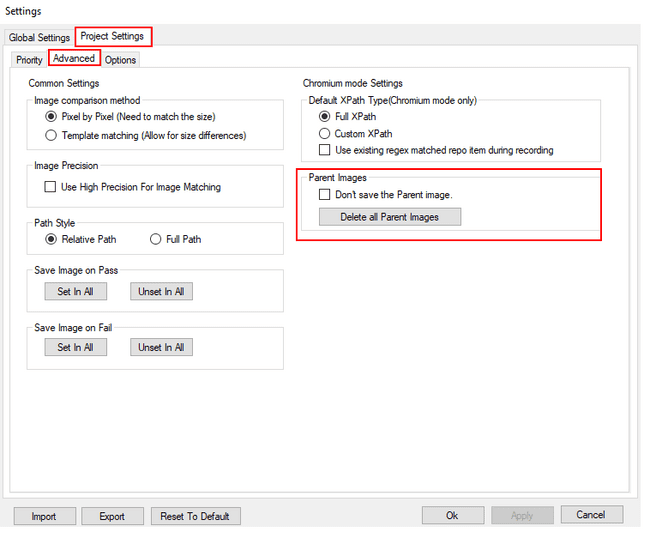 Settings
Global Settings
Project Settings
Priority
Advanced
Options
Common Settings
Image comparison method
Pixel by Pixel (Need to match the size)
Template matching (Allow for size differences)
Image Precision
Use High Precision For Image Matching
Path Style
Relative Path
Full Path
Save Image on Pass
Set In All
Unset In All
Save Image on Fail
Set In All
Unset In All
Chromium mode Settings
Default XPath Type(Chromium mode only)
Full XPath
Custom XPath
Use existing regex matched repo item during recording
Parent Images
Don't save the Parent image.
Delete all Parent Images
Import
Export
Reset To Default
Ok
Apply
Cancel